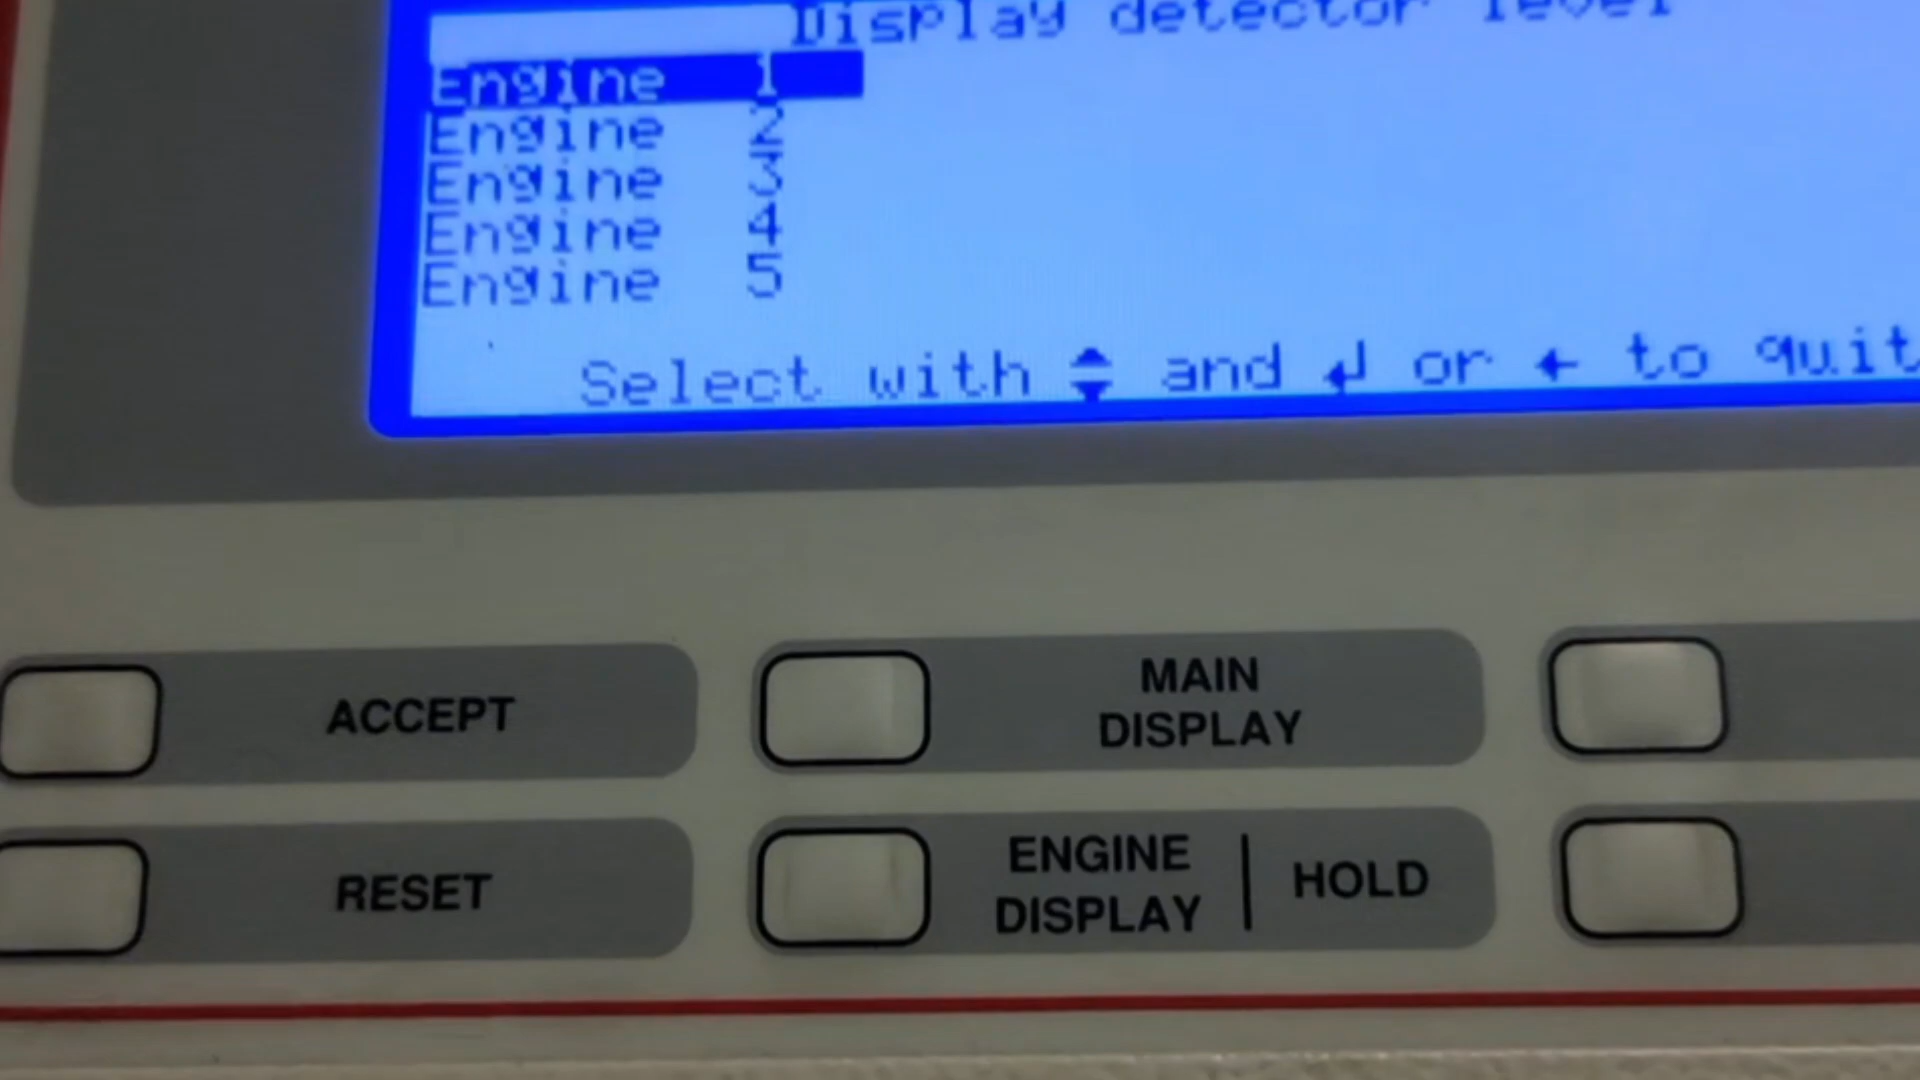 Display detector level
Engine 1
Engine 2
Engine 3
Engine 4
Engine 5
Select with ▲▼ and ↵ or ← to quit
ACCEPT
MAIN
DISPLAY
RESET
ENGINE
DISPLAY
HOLD